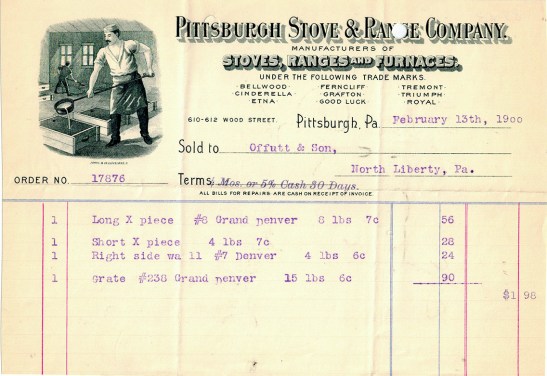 PITTSBURGH STOVE & RANGE COMPANY.
MANUFACTURERS OF
STOVES, RANGES AND FURNACES.
UNDER THE FOLLOWING TRADE MARKS.
BELLWOOD · FERNCLIFF · TREMONT
CINDERELLA · GRAFTON · TRIUMPH
ETNA · GOOD LUCK · ROYAL
610-612 WOOD STREET. Pittsburgh, Pa. February 13th, 1900
Sold to Offutt & Son,
North Liberty, Pa.
ORDER NO. 17876 Terms, 4 Mos. or 5% Cash 30 Days.
ALL BILLS FOR REPAIRS ARE CASH ON RECEIPT OF INVOICE.
1 Long X piece #8 Grand Denver 8 lbs 7c 56
1 Short X piece 4 lbs 7c 28
1 Right side wall #7 Denver 4 lbs 6c 24
1 Grate #238 Grand Denver 15 lbs 6c 90
$1 98